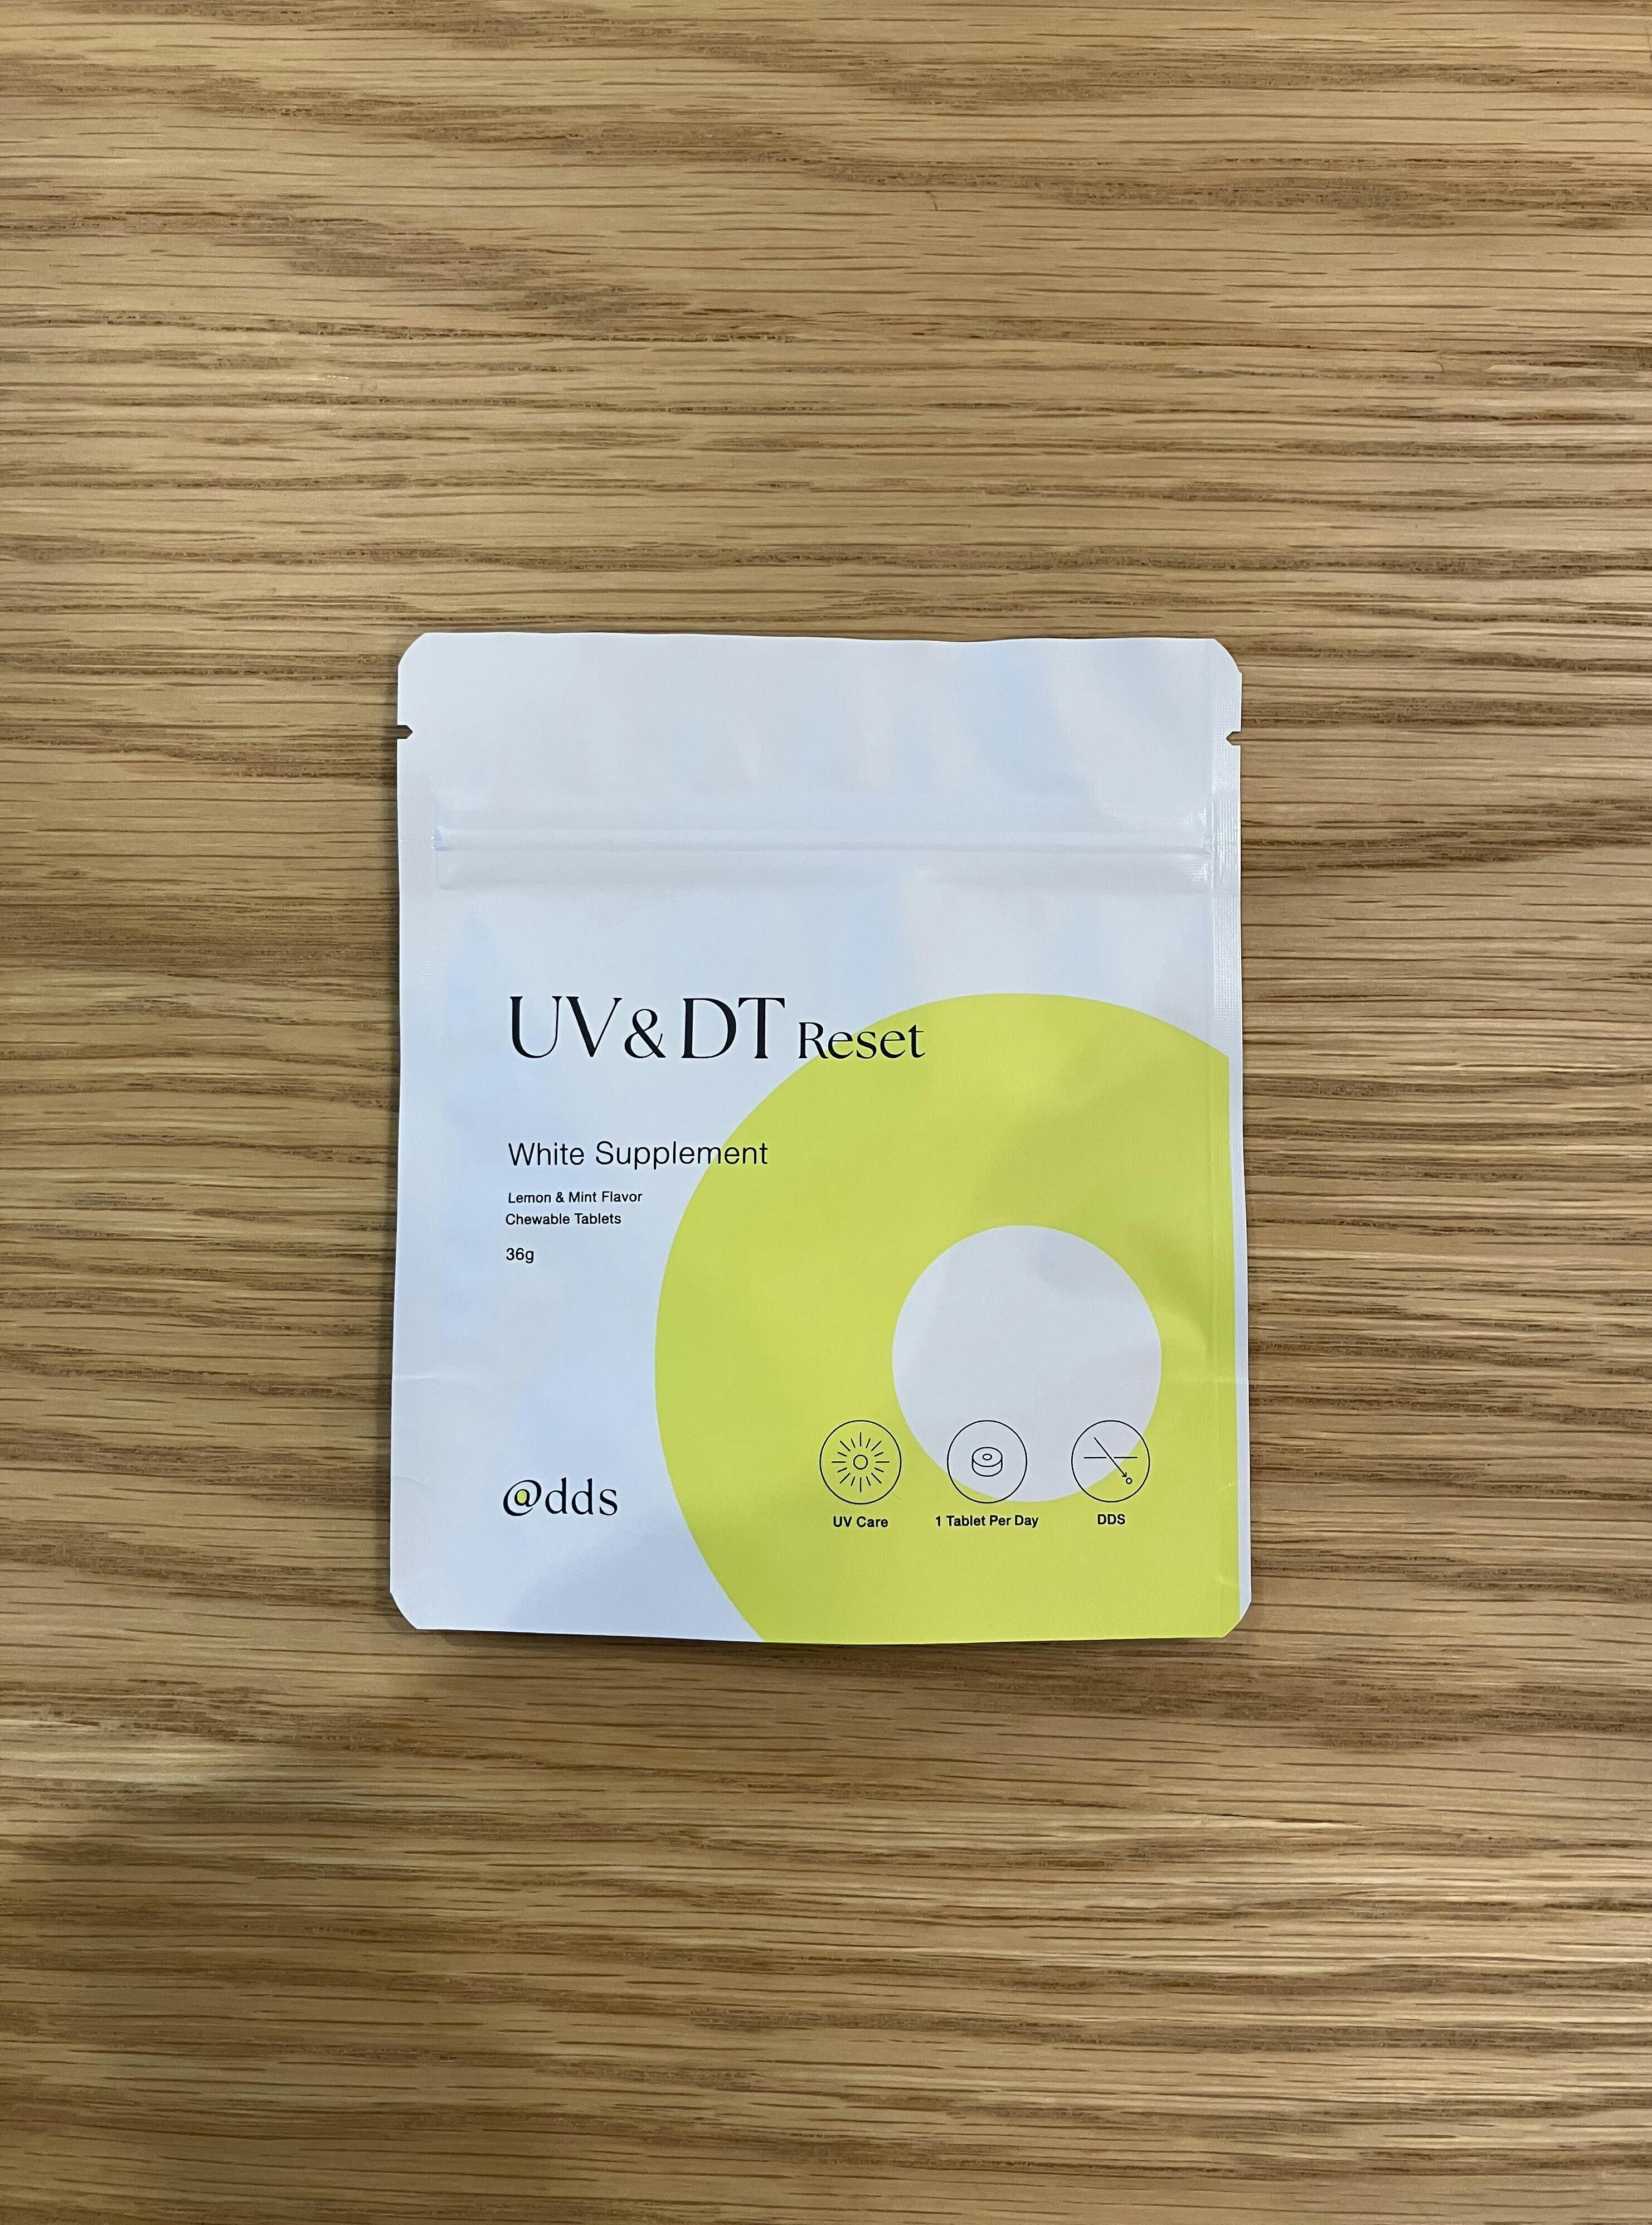 UV & DT Reset
White Supplement
Lemon & Mint Flavor
Chewable Tablets
36g
@dds
UV Care
1 Tablet Per Day
DDS